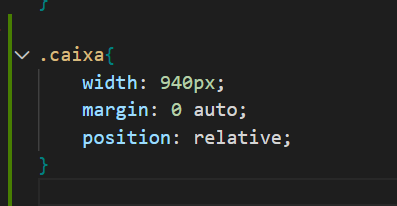 }
.caixa{
width: 940px;
margin: 0 auto;
position: relative;
}